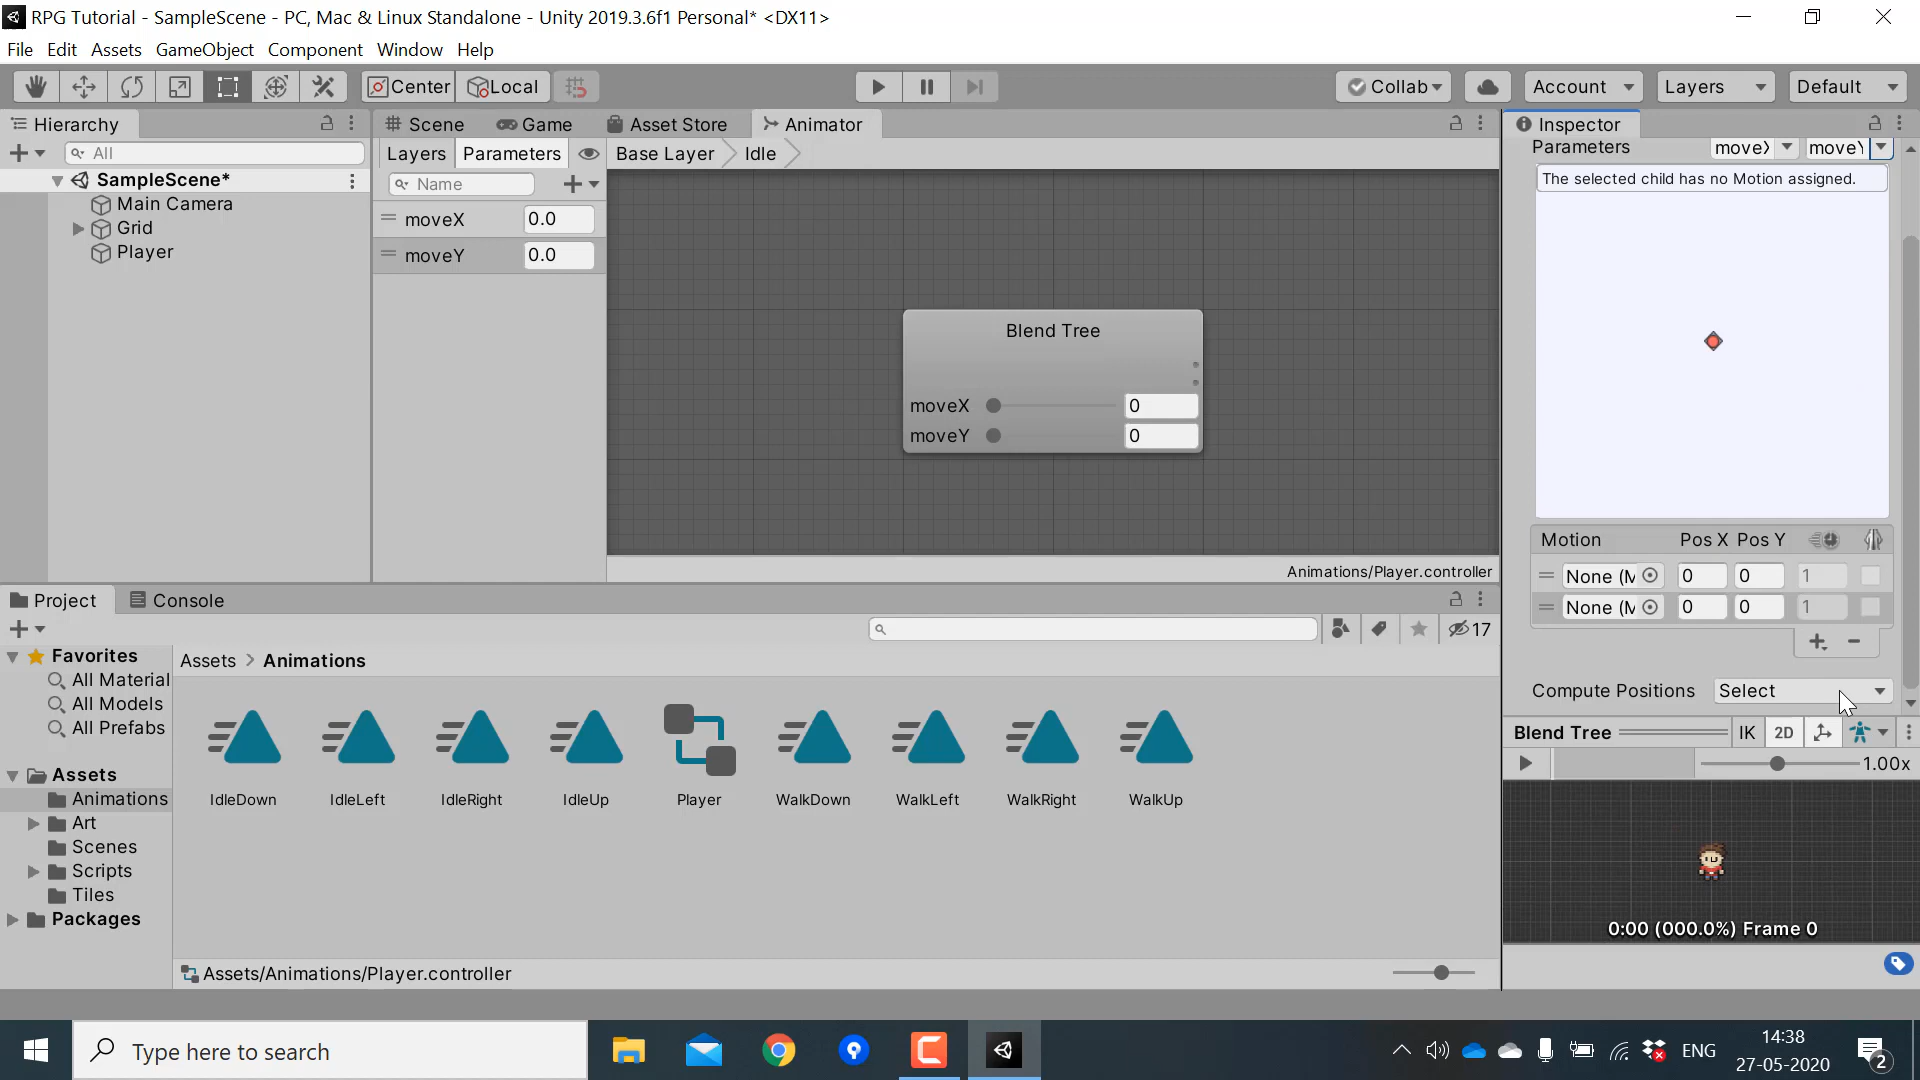 RPG Tutorial - SampleScene - PC, Mac & Linux Standalone - Unity 2019.3.6f1 Personal* <DX11>
File Edit Assets GameObject Component Window Help
Center Local Collab Account Layers Default
Hierarchy
All
SampleScene*
Main Camera
Grid
Player
Scene Game Asset Store Animator
Layers Parameters Base Layer Idle
Name
moveX 0.0
moveY 0.0
Blend Tree
moveX 0
moveY 0
Animations/Player.controller
Inspector
Parameters moveX moveY
The selected child has no Motion assigned.
Motion Pos X Pos Y
None (M 0 0 1
None (M 0 0 1
Compute Positions Select
Blend Tree IK 2D
1.00x
0:00 (000.0%) Frame 0
Project Console
17
Favorites
All Material
All Models
All Prefabs
Assets
Animations
Art
Scenes
Scripts
Tiles
Packages
Assets > Animations
IdleDown IdleLeft IdleRight IdleUp Player WalkDown WalkLeft WalkRight WalkUp
Assets/Animations/Player.controller
Type here to search
ENG
14:38
27-05-2020
2